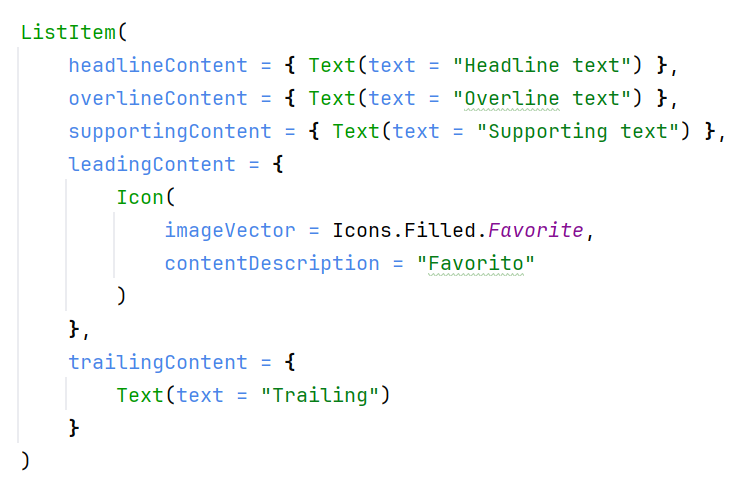 ListItem(
    headlineContent = { Text(text = "Headline text") },
    overlineContent = { Text(text = "Overline text") },
    supportingContent = { Text(text = "Supporting text") },
    leadingContent = {
        Icon(
            imageVector = Icons.Filled.Favorite,
            contentDescription = "Favorito"
        )
    },
    trailingContent = {
        Text(text = "Trailing")
    }
)